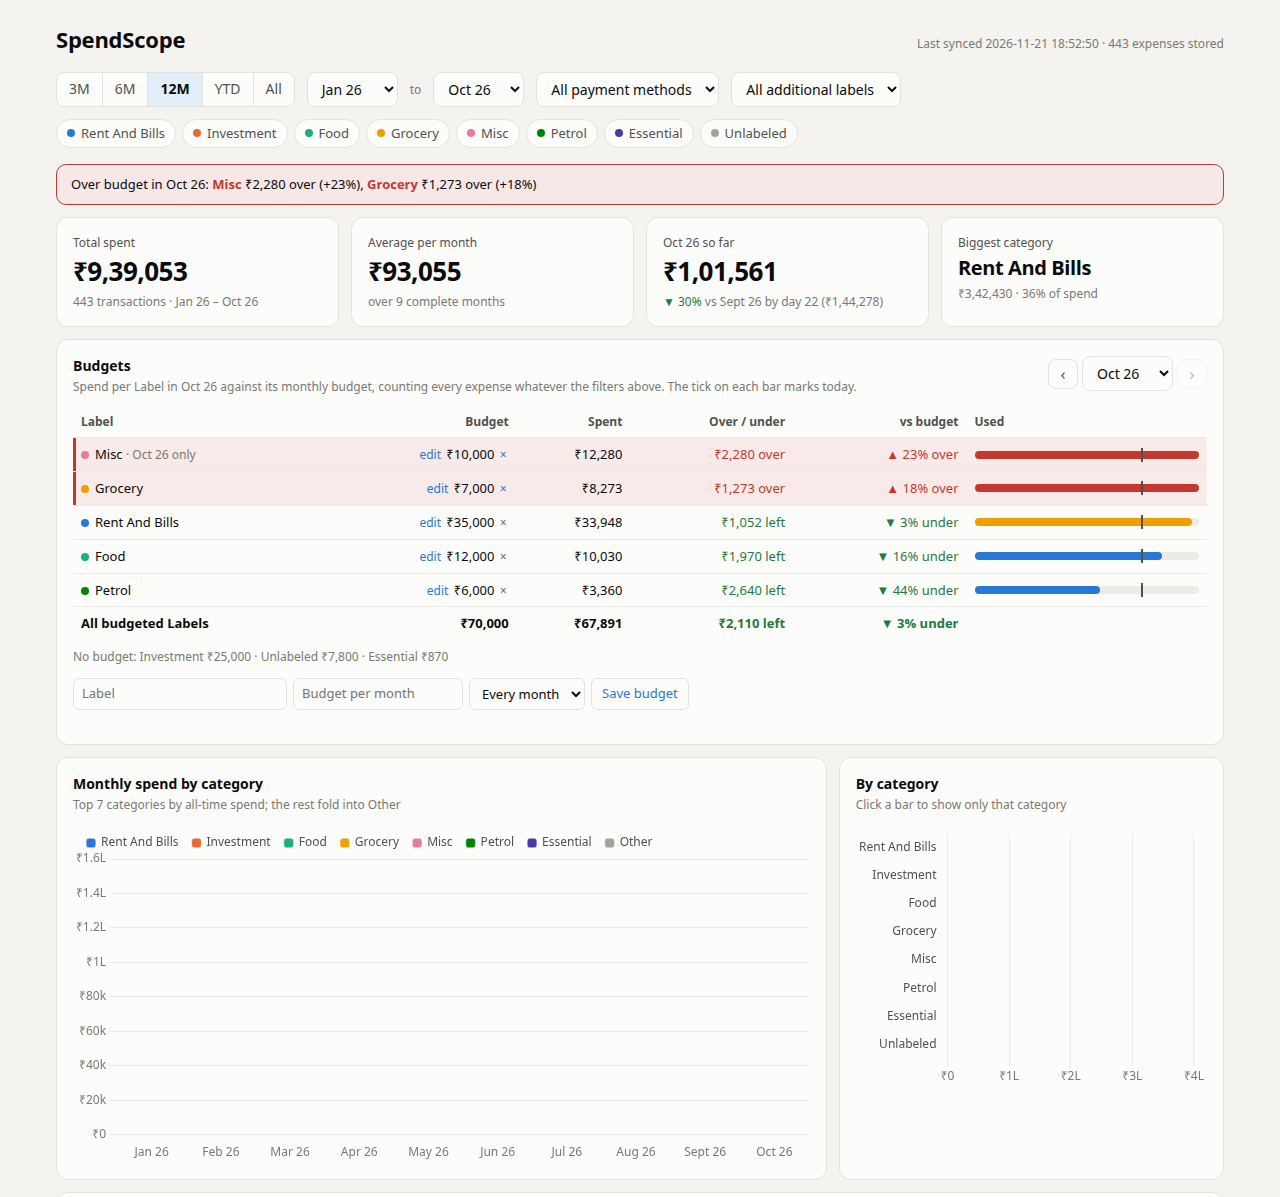 SpendScope
Last synced 2026-11-21 18:52:50 · 443 expenses stored
3M 6M 12M YTD All Jan 26 to Oct 26 All payment methods All additional labels
Rent And Bills Investment Food Grocery Misc Petrol Essential Unlabeled
Over budget in Oct 26: Misc ₹2,280 over (+23%), Grocery ₹1,273 over (+18%)
Total spent
₹9,39,053
443 transactions · Jan 26 – Oct 26
Average per month
₹93,055
over 9 complete months
Oct 26 so far
₹1,01,561
▼ 30% vs Sept 26 by day 22 (₹1,44,278)
Biggest category
Rent And Bills
₹3,42,430 · 36% of spend
Budgets
Spend per Label in Oct 26 against its monthly budget, counting every expense whatever the filters above. The tick on each bar marks today.
‹ Oct 26 ›
Label Budget Spent Over / under vs budget Used
Misc · Oct 26 only edit ₹10,000 × ₹12,280 ₹2,280 over ▲ 23% over
Grocery edit ₹7,000 × ₹8,273 ₹1,273 over ▲ 18% over
Rent And Bills edit ₹35,000 × ₹33,948 ₹1,052 left ▼ 3% under
Food edit ₹12,000 × ₹10,030 ₹1,970 left ▼ 16% under
Petrol edit ₹6,000 × ₹3,360 ₹2,640 left ▼ 44% under
All budgeted Labels ₹70,000 ₹67,891 ₹2,110 left ▼ 3% under
No budget: Investment ₹25,000 · Unlabeled ₹7,800 · Essential ₹870
Label Budget per month Every month Save budget
Monthly spend by category
Top 7 categories by all-time spend; the rest fold into Other
Rent And Bills Investment Food Grocery Misc Petrol Essential Other
₹1.6L
₹1.4L
₹1.2L
₹1L
₹80k
₹60k
₹40k
₹20k
₹0
Jan 26 Feb 26 Mar 26 Apr 26 May 26 Jun 26 Jul 26 Aug 26 Sept 26 Oct 26
By category
Click a bar to show only that category
Rent And Bills
Investment
Food
Grocery
Misc
Petrol
Essential
Unlabeled
₹0 ₹1L ₹2L ₹3L ₹4L